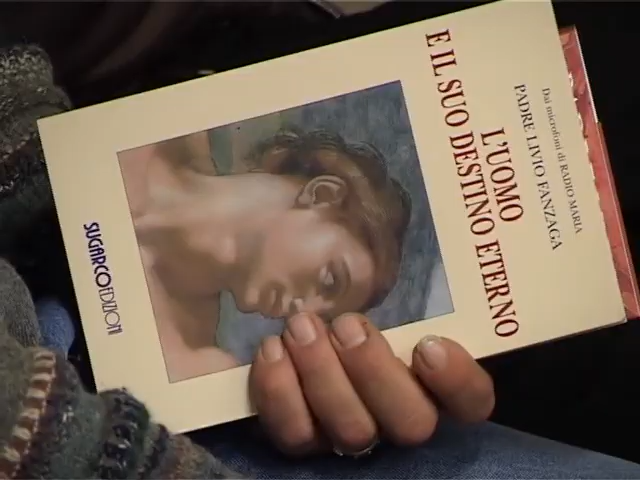 Dai microfoni di RADIO MARIA
PADRE LIVIO FANZAGA
L'UOMO
E IL SUO DESTINO ETERNO
SUGARCOEDIZIONI